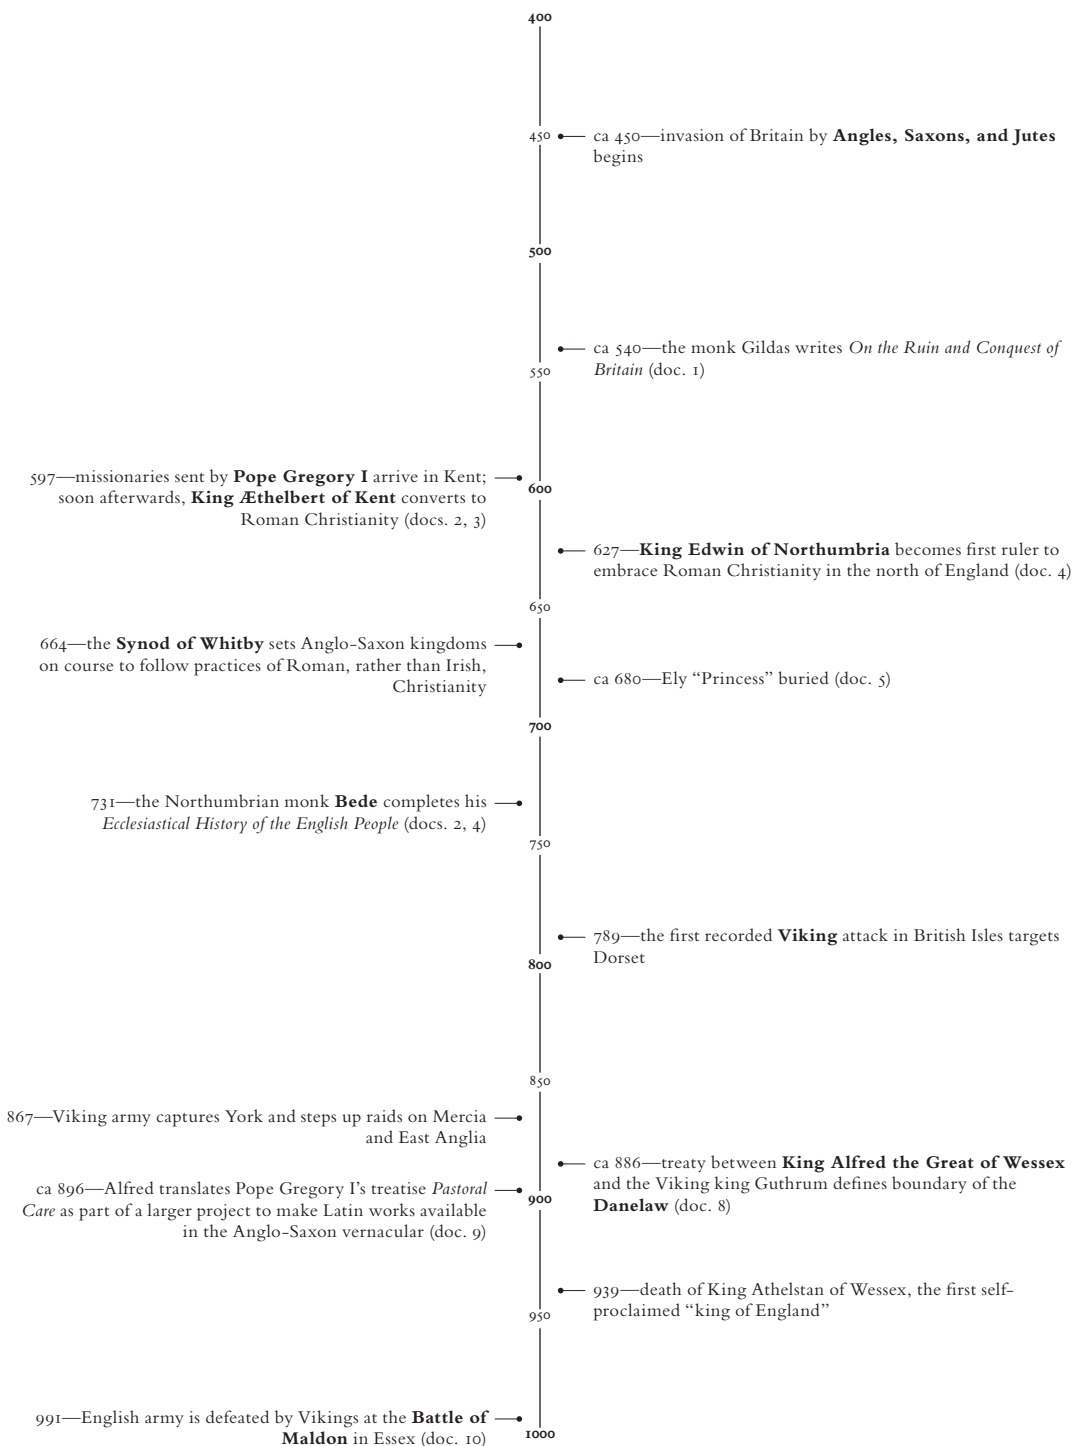 400
450
ca 450—invasion of Britain by Angles, Saxons, and Jutes
begins
500
ca 540—the monk Gildas writes On the Ruin and Conquest of
Britain (doc. 1)
550
597—missionaries sent by Pope Gregory I arrive in Kent;
soon afterwards, King Æthelbert of Kent converts to
Roman Christianity (docs. 2, 3)
600
627—King Edwin of Northumbria becomes first ruler to
embrace Roman Christianity in the north of England (doc. 4)
650
664—the Synod of Whitby sets Anglo-Saxon kingdoms
on course to follow practices of Roman, rather than Irish,
Christianity
ca 680—Ely “Princess” buried (doc. 5)
700
731—the Northumbrian monk Bede completes his
Ecclesiastical History of the English People (docs. 2, 4)
750
789—the first recorded Viking attack in British Isles targets
Dorset
800
850
867—Viking army captures York and steps up raids on Mercia
and East Anglia
ca 886—treaty between King Alfred the Great of Wessex
and the Viking king Guthrum defines boundary of the
Danelaw (doc. 8)
ca 896—Alfred translates Pope Gregory I’s treatise Pastoral
Care as part of a larger project to make Latin works available
in the Anglo-Saxon vernacular (doc. 9)
900
939—death of King Athelstan of Wessex, the first self-
proclaimed “king of England”
950
991—English army is defeated by Vikings at the Battle of
Maldon in Essex (doc. 10)
1000